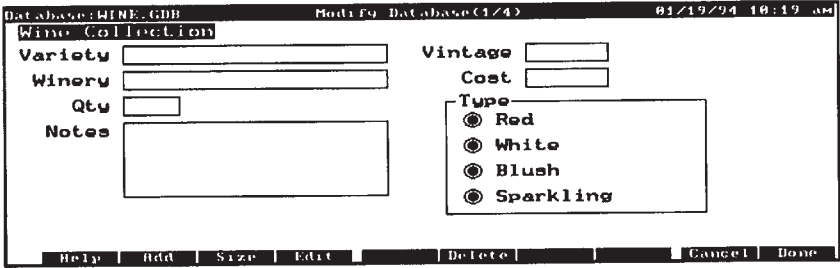 Database:WINE.GDB Modify Database(1/4) 01/19/94 10:19 am
Wine Collection
Variety Vintage
Winery Cost
Qty Type
Red
Notes White
Blush
Sparkling
Help Add Size Edit Delete Cancel Done